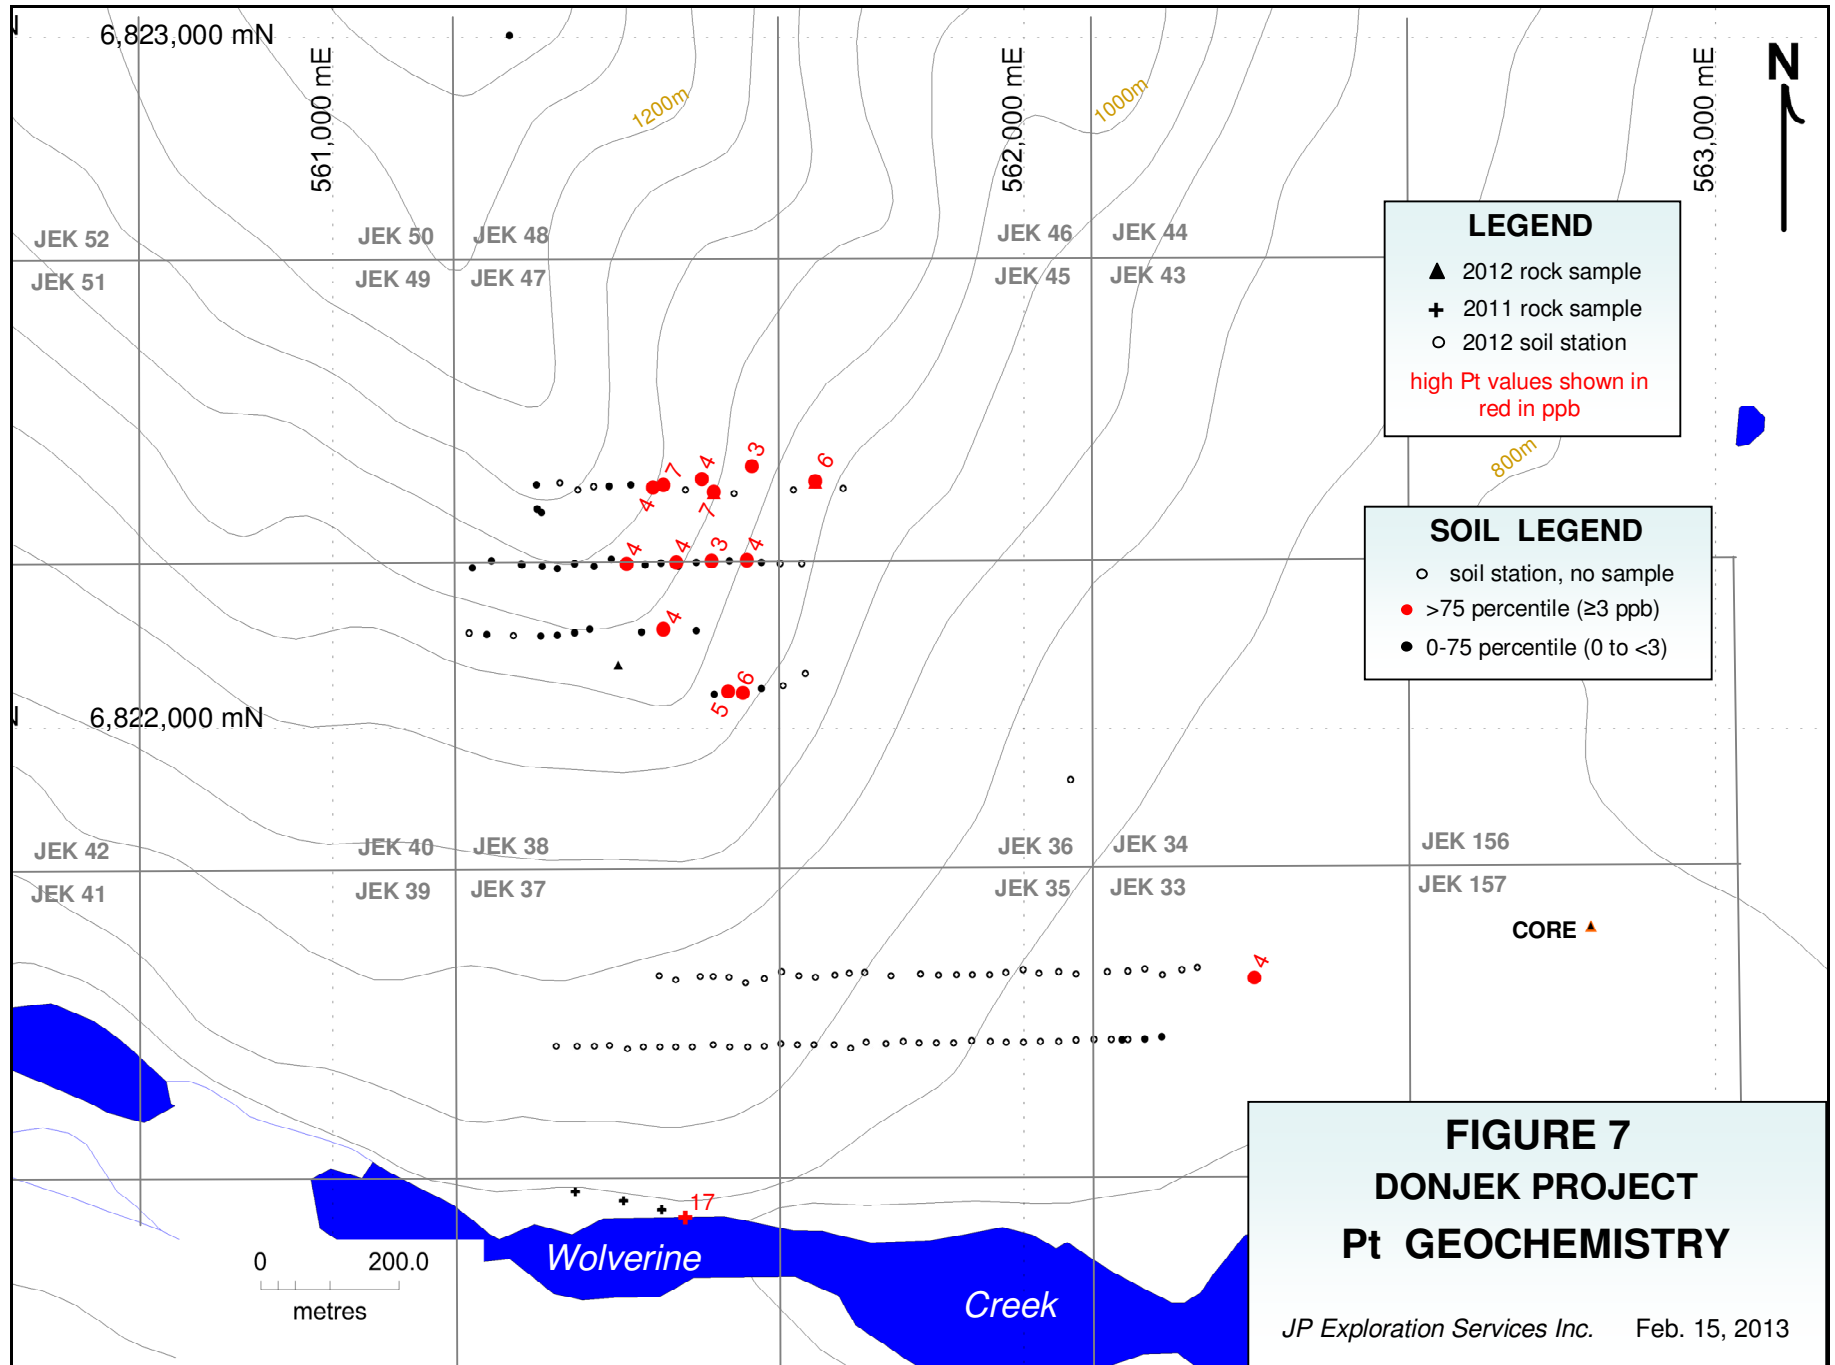 N
6,823,000 mN
561,000 mE
562,000 mE
563,000 mE
N
1200m
1000m
JEK 52
JEK 50
JEK 48
JEK 46
JEK 44
JEK 51
JEK 49
JEK 47
JEK 45
JEK 43
LEGEND
2012 rock sample
2011 rock sample
2012 soil station
high Pt values shown in
red in ppb
800m
4
7
4
7
3
6
4
4
3
4
4
5
6
SOIL LEGEND
soil station, no sample
>75 percentile (≥3 ppb)
0-75 percentile (0 to <3)
N
6,822,000 mN
JEK 42
JEK 40
JEK 38
JEK 36
JEK 34
JEK 156
JEK 41
JEK 39
JEK 37
JEK 35
JEK 33
JEK 157
CORE
4
17
Wolverine
Creek
0 200.0
metres
FIGURE 7
DONJEK PROJECT
Pt GEOCHEMISTRY
JP Exploration Services Inc. Feb. 15, 2013